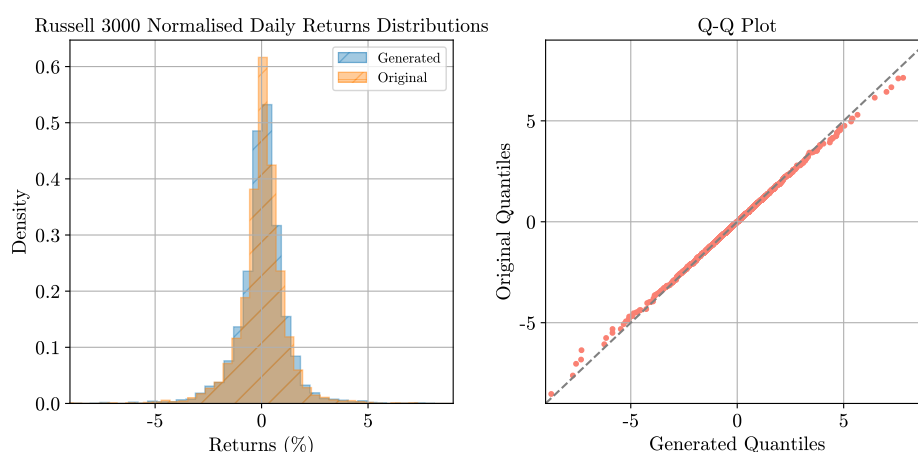 Russell 3000 Normalised Daily Returns Distributions
Generated
Original
0.6
0.5
0.4
0.3
0.2
0.1
0.0
-5
0
5
Density
Returns (%)
Q-Q Plot
5
0
-5
-5
0
5
Original Quantiles
Generated Quantiles